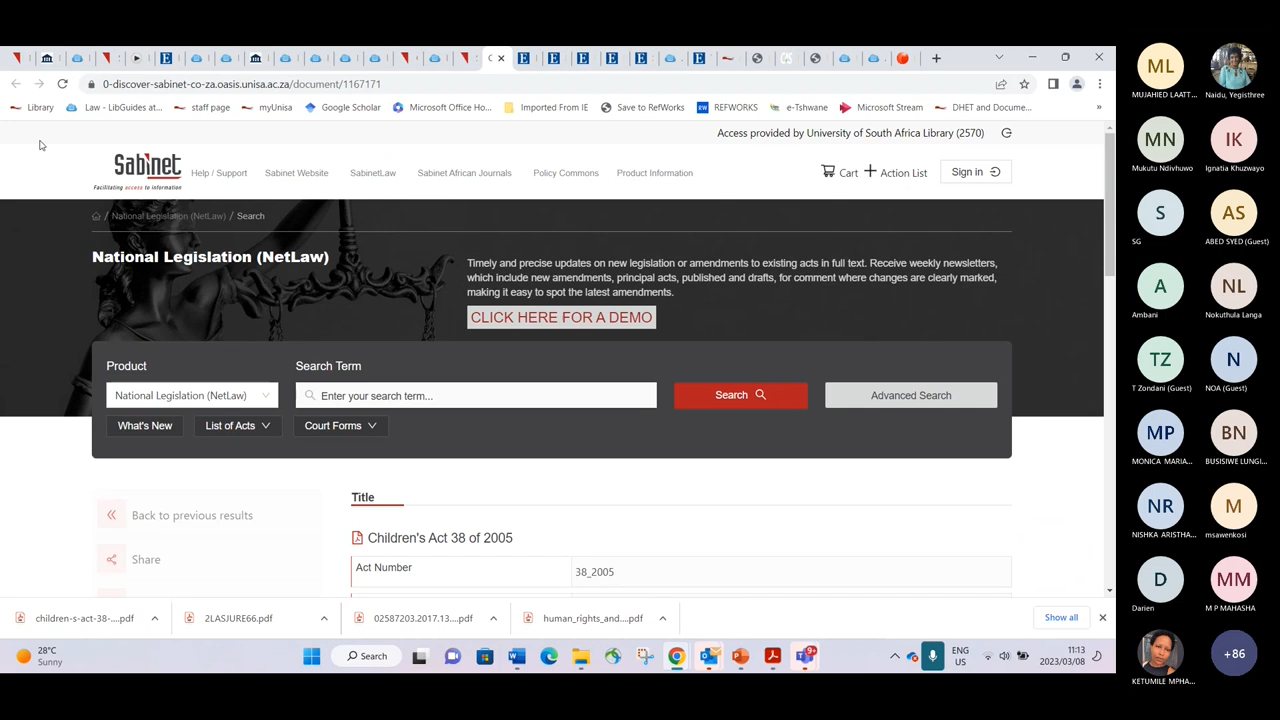 0-discover-sabinet-co-za.oasis.unisa.ac.za/document/1167171
Library
Law - LibGuides at...
staff page
myUnisa
Google Scholar
Microsoft Office Ho...
Imported From IE
Save to RefWorks
REFWORKS
e-Tshwane
Microsoft Stream
DHET and Docume...
»
Access provided by University of South Africa Library (2570)
Sabinet
Facilitating access to information
Help / Support
Sabinet Website
SabinetLaw
Sabinet African Journals
Policy Commons
Product Information
Cart
Action List
Sign in
/ National Legislation (NetLaw) / Search
National Legislation (NetLaw)
Timely and precise updates on new legislation or amendments to existing acts in full text. Receive weekly newsletters,
which include new amendments, principal acts, published and drafts, for comment where changes are clearly marked,
making it easy to spot the latest amendments.
CLICK HERE FOR A DEMO
Product
Search Term
National Legislation (NetLaw)
Enter your search term...
Search
Advanced Search
What's New
List of Acts
Court Forms
Title
Back to previous results
Children's Act 38 of 2005
Share
Act Number
38_2005
children-s-act-38-....pdf
2LASJURE66.pdf
02587203.2017.13....pdf
human_rights_and....pdf
Show all
28°C
Sunny
Search
9+
ENG
US
11:13
2023/03/08
ML
MUJAHIED LAATT...
Naidu, Yegisthree
MN
Mukutu Ndivhuwo
IK
Ignatia Khuzwayo
S
SG
AS
ABED SYED (Guest)
A
Ambani
NL
Nokuthula Langa
TZ
T Zondani (Guest)
N
NOA (Guest)
MP
MONICA MARIA...
BN
BUSISIWE LUNGI...
NR
NISHKA ARISTHA...
M
msawenkosi
D
Darien
MM
M P MAHASHA
KETUMILE MPHA...
+86